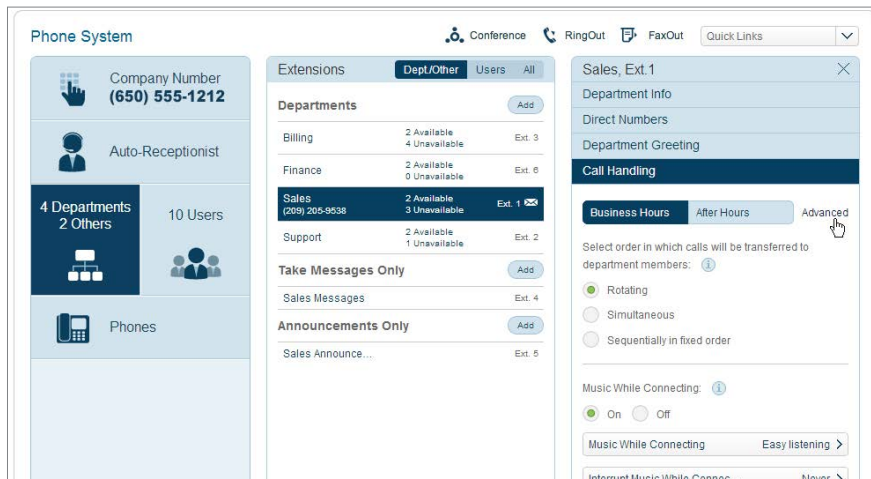 Phone System
Conference
RingOut
FaxOut
Quick Links
Company Number
(650) 555-1212
Auto-Receptionist
4 Departments
2 Others
10 Users
Phones
Extensions
Dept/Other
Users
All
Departments
Add
Billing
2 Available
4 Unavailable
Ext. 3
Finance
2 Available
0 Unavailable
Ext. 6
Sales
(209) 205-9538
2 Available
3 Unavailable
Ext. 1
Support
2 Available
1 Unavailable
Ext. 2
Take Messages Only
Add
Sales Messages
Ext. 4
Announcements Only
Add
Sales Announce...
Ext. 5
Sales, Ext.1
Department Info
Direct Numbers
Department Greeting
Call Handling
Business Hours
After Hours
Advanced
Select order in which calls will be transferred to
department members:
Rotating
Simultaneous
Sequentially in fixed order
Music While Connecting:
On
Off
Music While Connecting
Easy listening
Interrupt Music While Connec...
Never